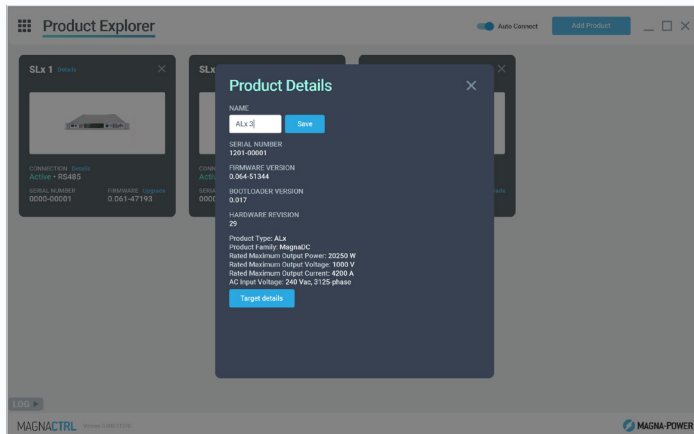 Product Explorer
Auto Connect
Add Product
SLx 1 Details
CONNECTION Details
Active • RS485
SERIAL NUMBER
0000-00001
FIRMWARE Upgrade
0.061-47193
SLx
Product Details
NAME
ALx 3
Save
SERIAL NUMBER
1201-00001
FIRMWARE VERSION
0.064-51344
BOOTLOADER VERSION
0.017
HARDWARE REVISION
29
Product Type: ALx
Product Family: MagnaDC
Rated Maximum Output Power: 20250 W
Rated Maximum Output Voltage: 1000 V
Rated Maximum Output Current: 4200 A
AC Input Voltage: 240 Vac, 3125-phase
Target details
LOG
MAGNACTRL
MAGNA-POWER